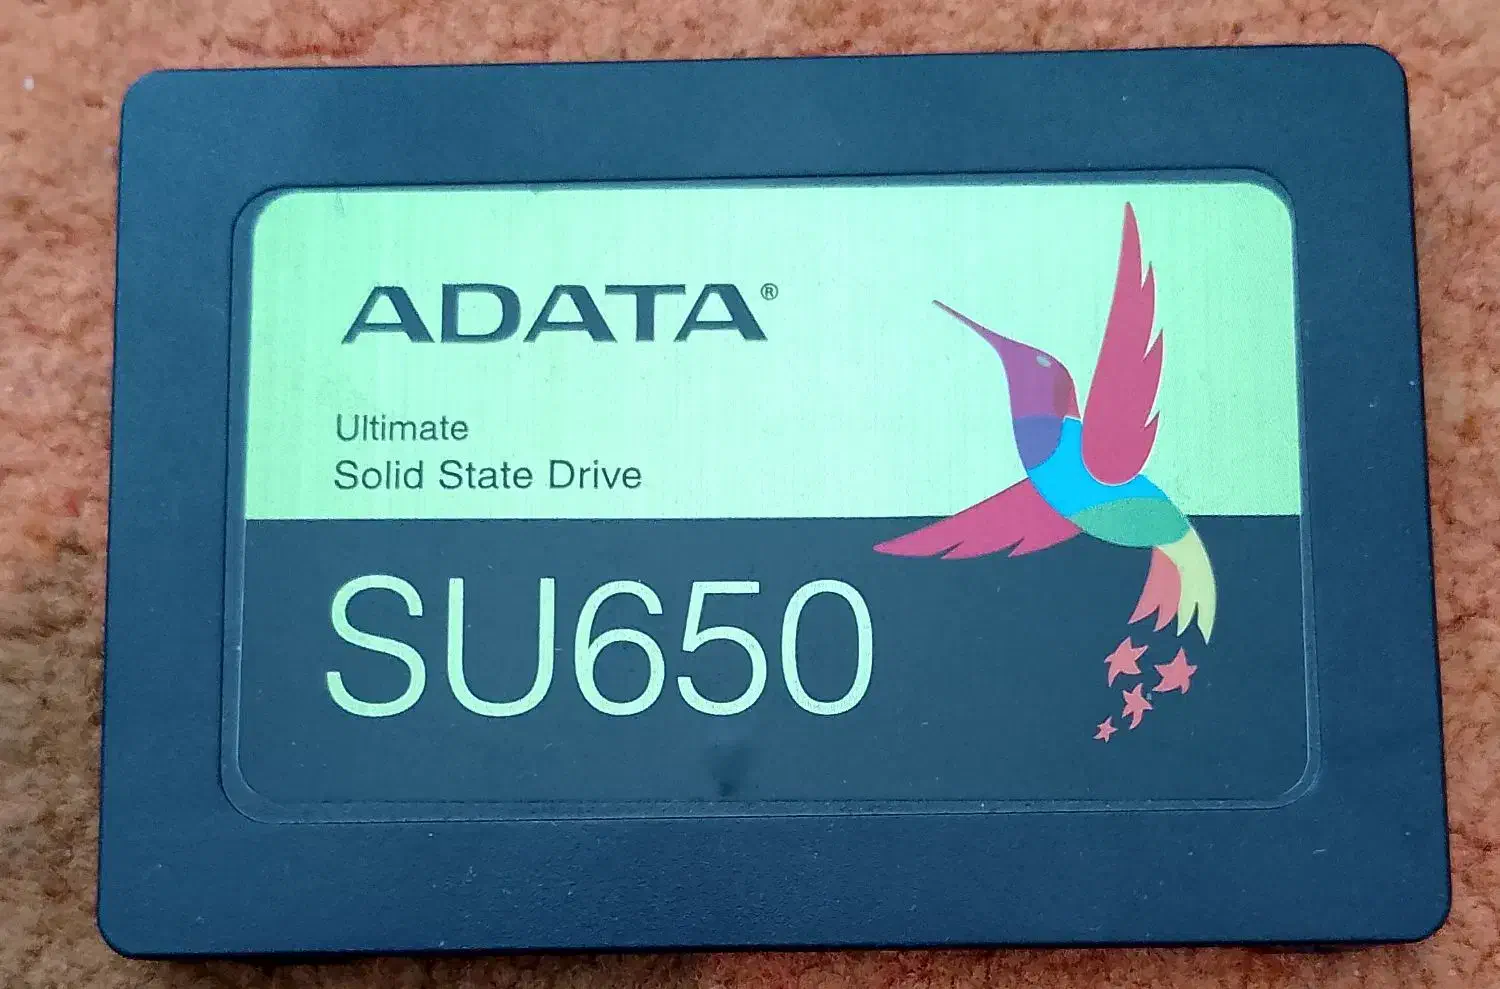 ADATA®
Ultimate
Solid State Drive
SU650